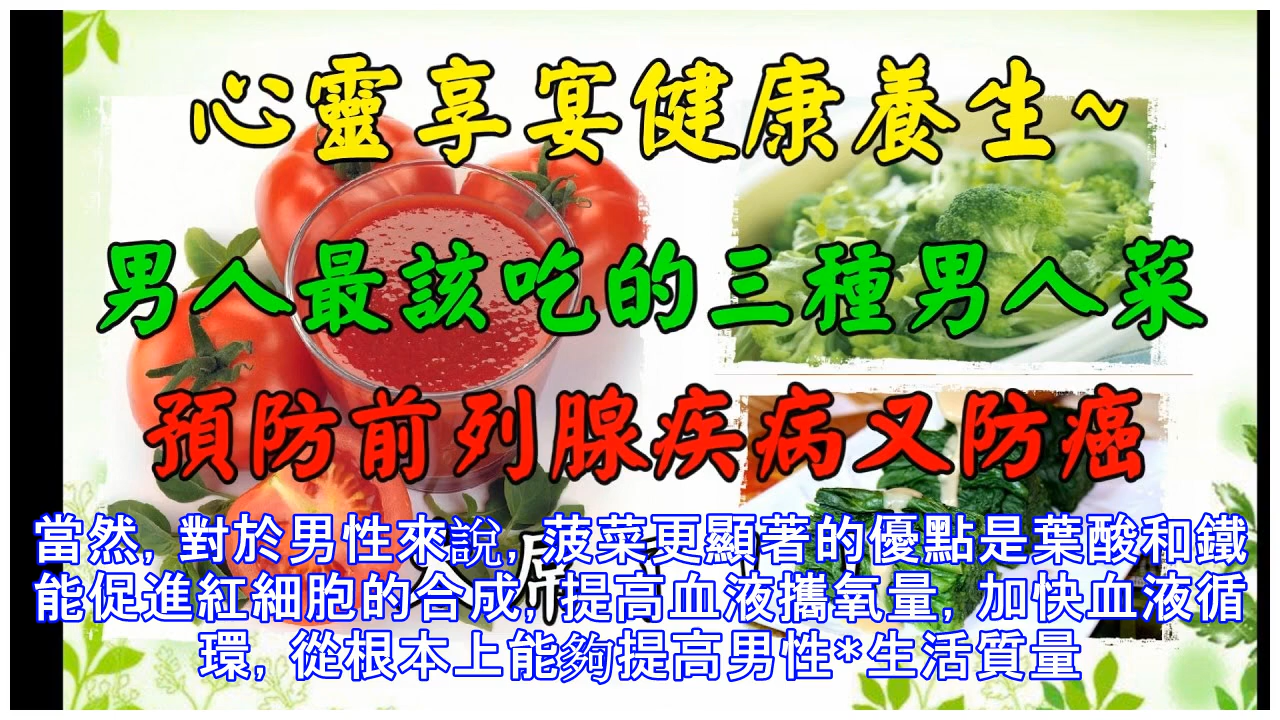 心靈享宴健康養生~
男人最該吃的三種男人菜
預防前列腺疾病又防癌
當然, 對於男性來說, 菠菜更顯著的優點是葉酸和鐵
能促進紅細胞的合成, 提高血液攜氧量, 加快血液循
環, 從根本上能夠提高男性*生活質量